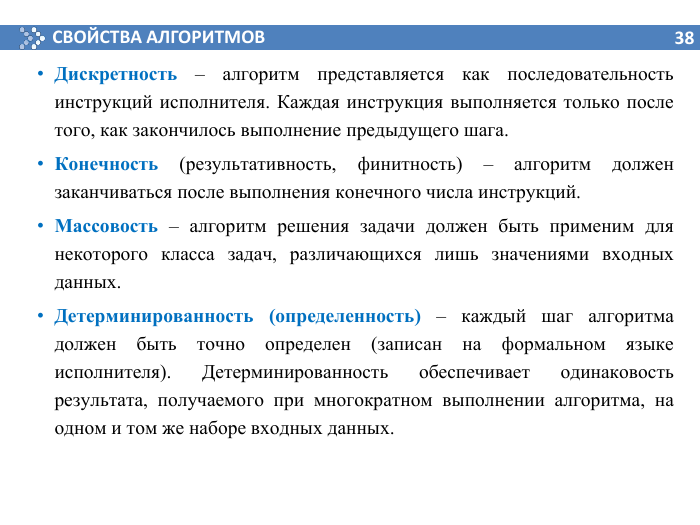 СВОЙСТВА АЛГОРИТМОВ
38
• Дискретность – алгоритм представляется как последовательность
инструкций исполнителя. Каждая инструкция выполняется только после
того, как закончилось выполнение предыдущего шага.
• Конечность (результативность, финитность) – алгоритм должен
заканчиваться после выполнения конечного числа инструкций.
• Массовость – алгоритм решения задачи должен быть применим для
некоторого класса задач, различающихся лишь значениями входных
данных.
• Детерминированность (определенность) – каждый шаг алгоритма
должен быть точно определен (записан на формальном языке
исполнителя). Детерминированность обеспечивает одинаковость
результата, получаемого при многократном выполнении алгоритма, на
одном и том же наборе входных данных.